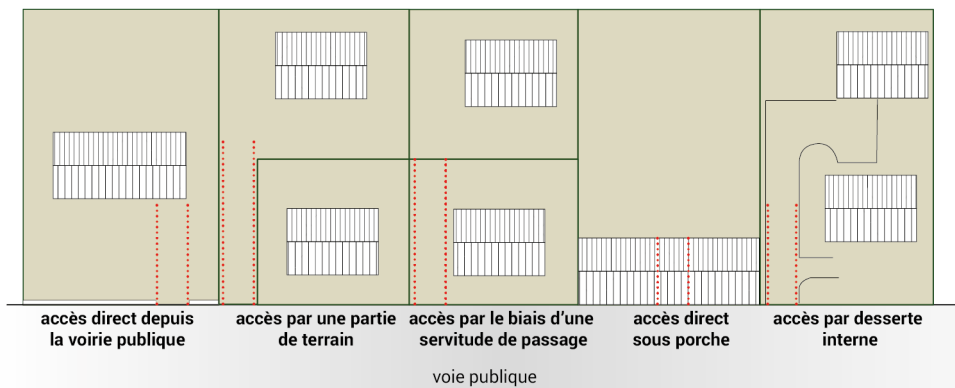 accès direct depuis
la voirie publique
accès par une partie
de terrain
accès par le biais d’une
servitude de passage
accès direct
sous porche
accès par desserte
interne
voie publique